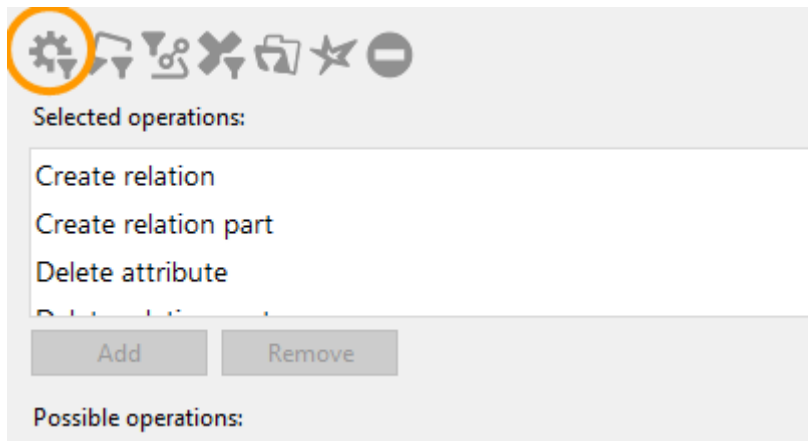 Selected operations:
Create relation
Create relation part
Delete attribute
Add
Remove
Possible operations: